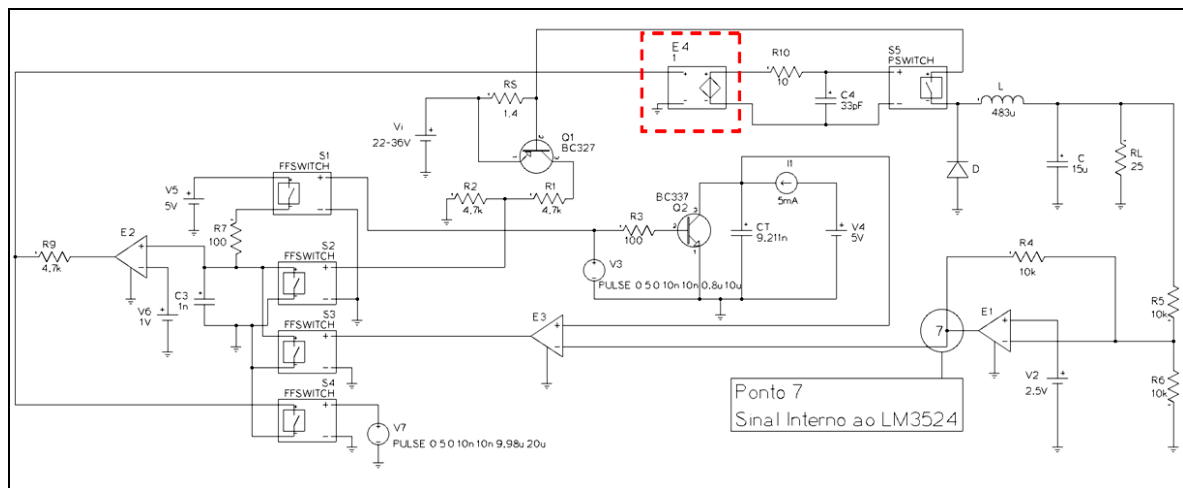 E4
1
R10
10
S5
PSWITCH
RS
1,4
C4
33pF
L
483u
Vi
22-36V
Q1
BC327
C
15u
RL
25
D
S1
FFSWITCH
V5
5V
R2
4,7k
R1
4,7k
BC337
Q2
I1
5mA
R7
100
R3
100
CT
9,211n
V4
5V
E2
R9
4,7k
S2
FFSWITCH
V3
PULSE 0 5 0 10n 10n 0,8u 10u
R4
10k
C3
1n
V6
1V
S3
FFSWITCH
E3
7
E1
R5
10k
V2
2.5V
R6
10k
S4
FFSWITCH
V7
PULSE 0 5 0 10n 10n 9,98u 20u
Ponto 7
Sinal Interno ao LM3524